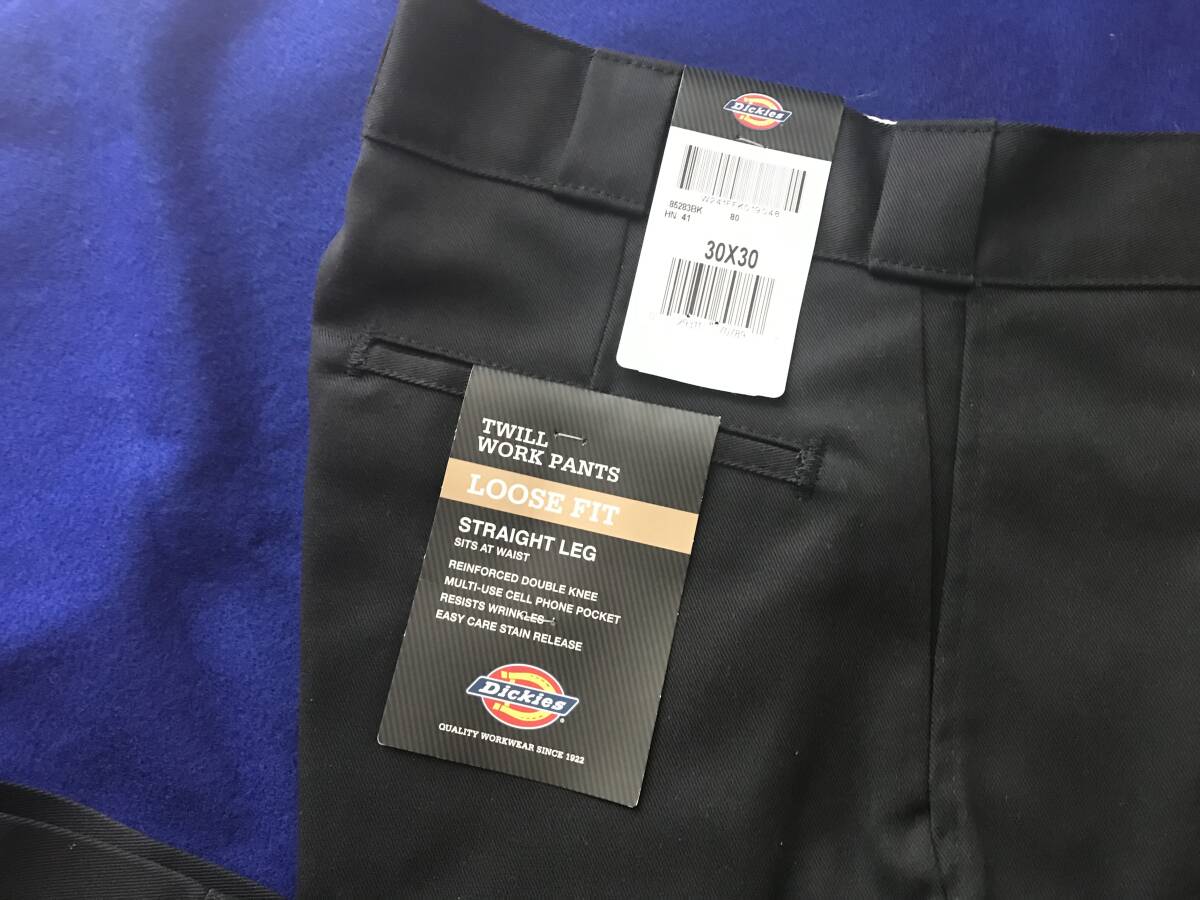 Dickies
85283BK 80
HN 41
30X30
TWILL
WORK PANTS
LOOSE FIT
STRAIGHT LEG
SITS AT WAIST
REINFORCED DOUBLE KNEE
MULTI-USE CELL PHONE POCKET
RESISTS WRINKLES
EASY CARE STAIN RELEASE
Dickies
QUALITY WORKWEAR SINCE 1922